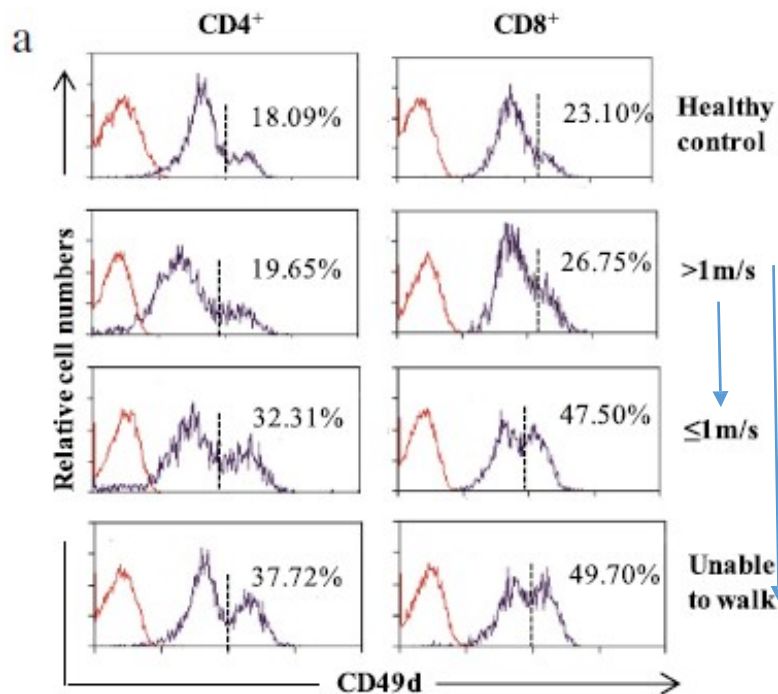 a
CD4⁺ CD8⁺
18.09% 23.10% Healthy
control
19.65% 26.75% >1m/s
32.31% 47.50% ≤1m/s
37.72% 49.70% Unable
to walk
Relative cell numbers
CD49d